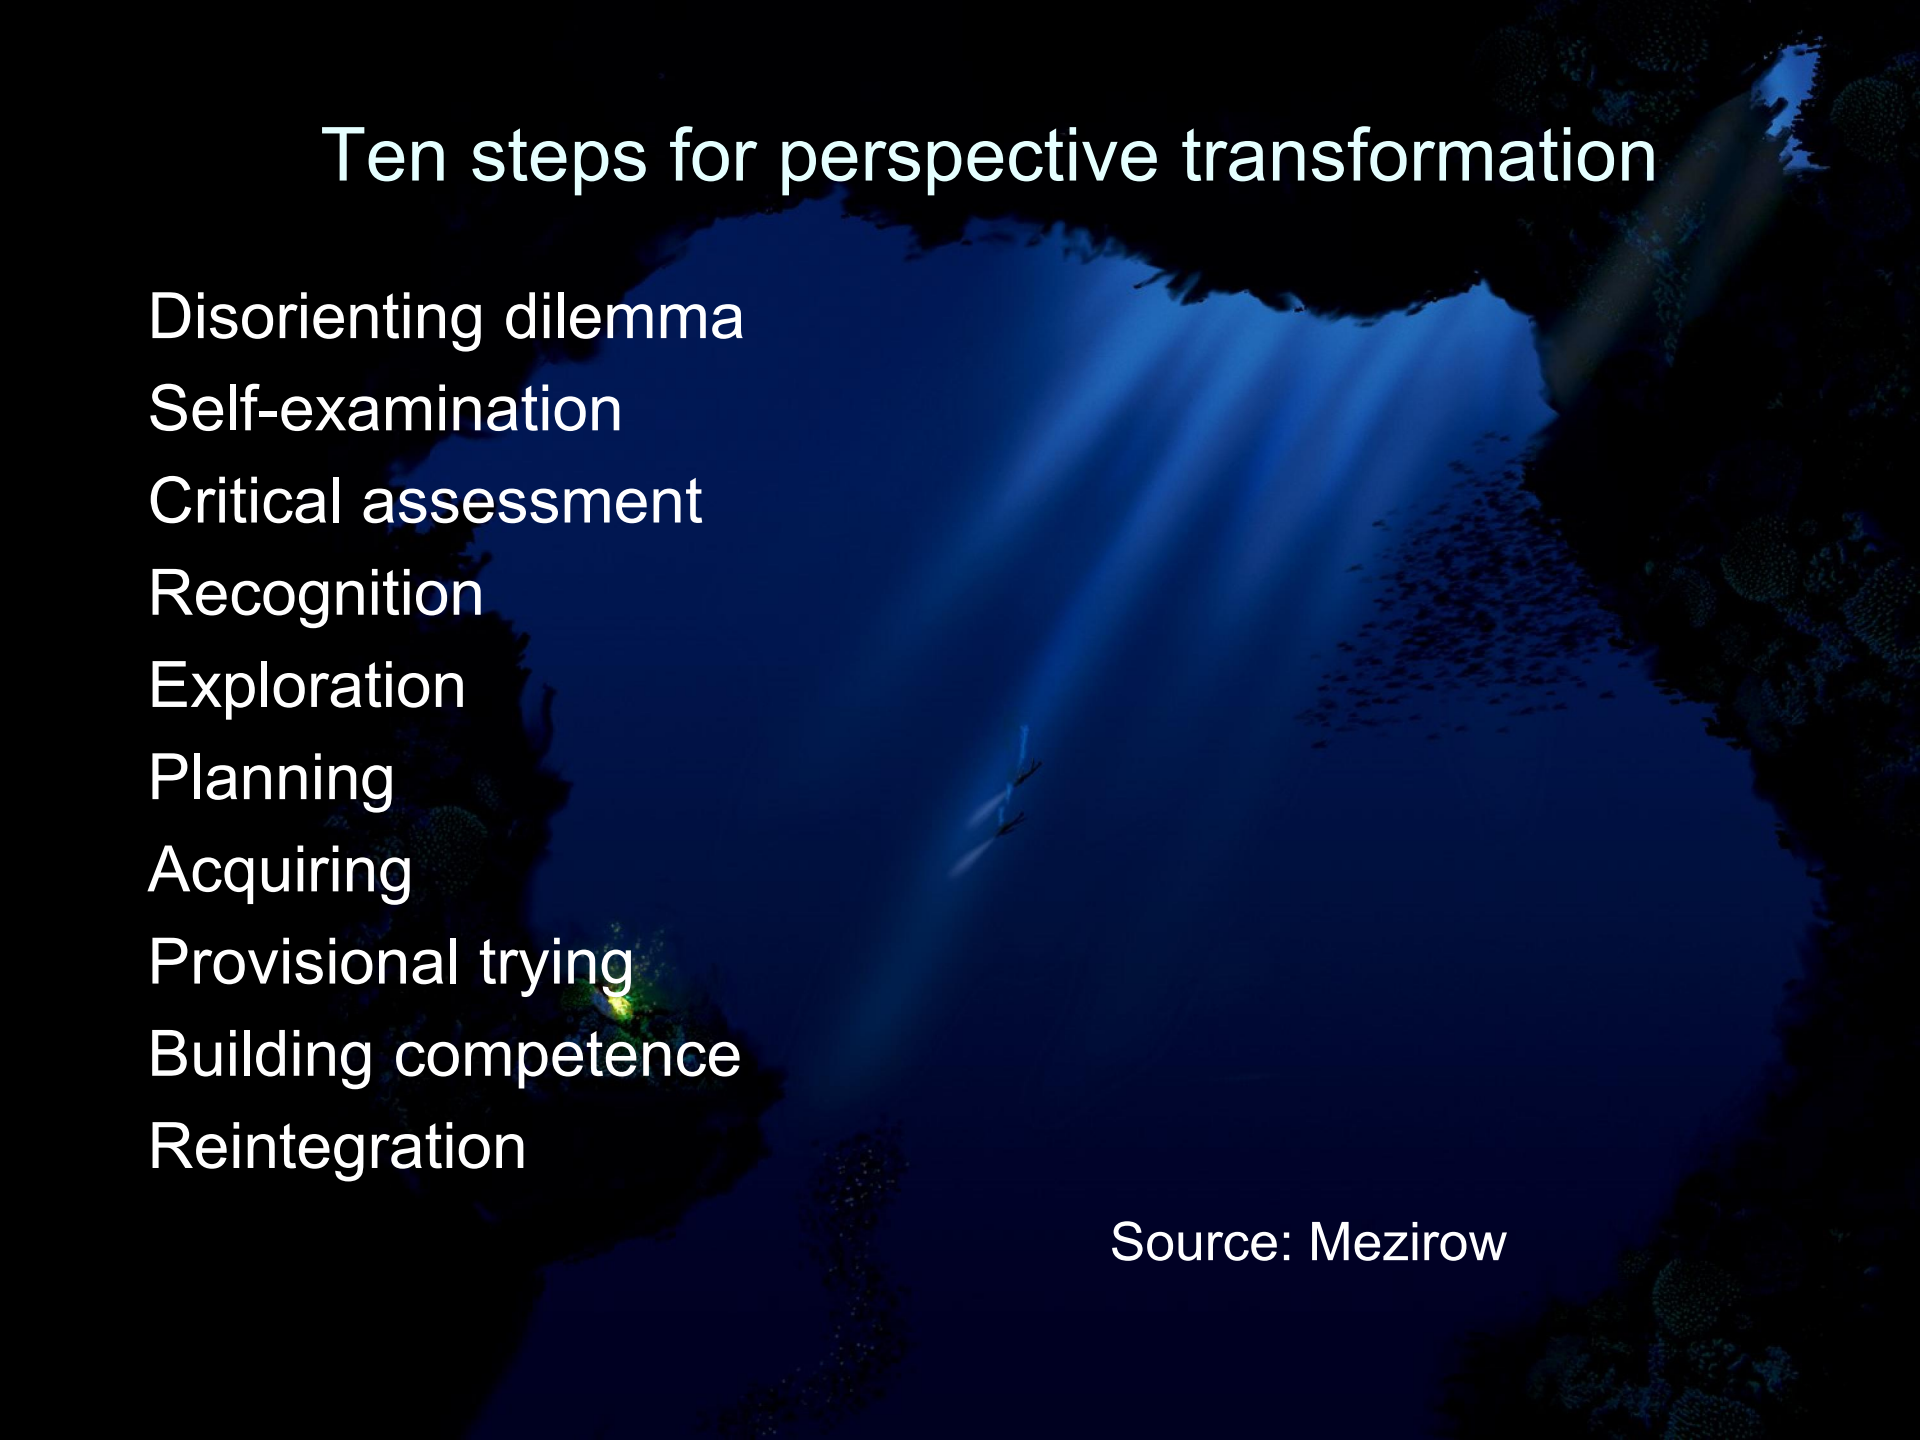 Ten steps for perspective transformation
Disorienting dilemma
Self-examination
Critical assessment
Recognition
Exploration
Planning
Acquiring
Provisional trying
Building competence
Reintegration
Source: Mezirow